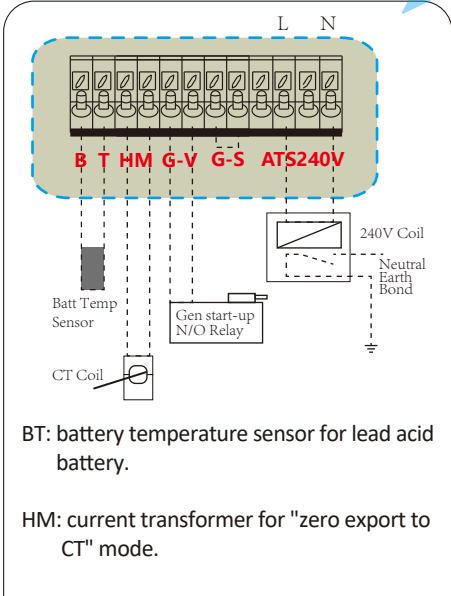 L N
B T HM G-V G-S ATS240V
240V Coil
Neutral
Earth
Bond
Batt Temp
Sensor
Gen start-up
N/O Relay
CT Coil
BT: battery temperature sensor for lead acid
battery.
HM: current transformer for "zero export to
CT" mode.